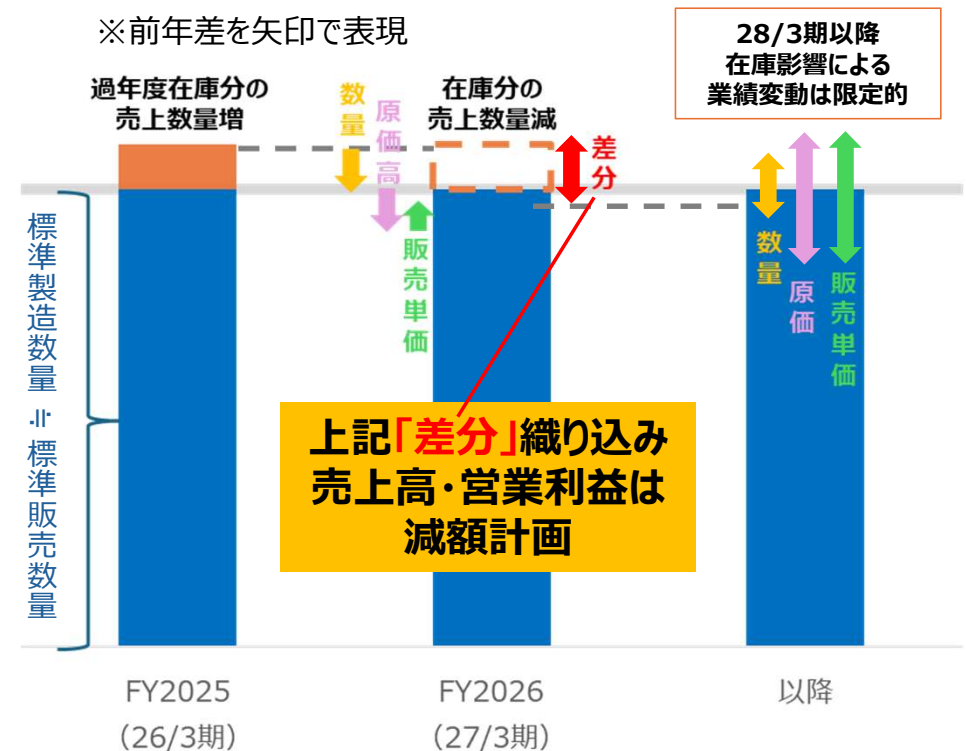 ※前年差を矢印で表現
28/3期以降
在庫影響による
業績変動は限定的
過年度在庫分の
売上数量増
数量
原価高
販売単価
在庫分の
売上数量減
差分
数量
原価
販売単価
標準製造数量≒標準販売数量
上記「差分」織り込み
売上高・営業利益は
減額計画
FY2025
（26/3期）
FY2026
（27/3期）
以降